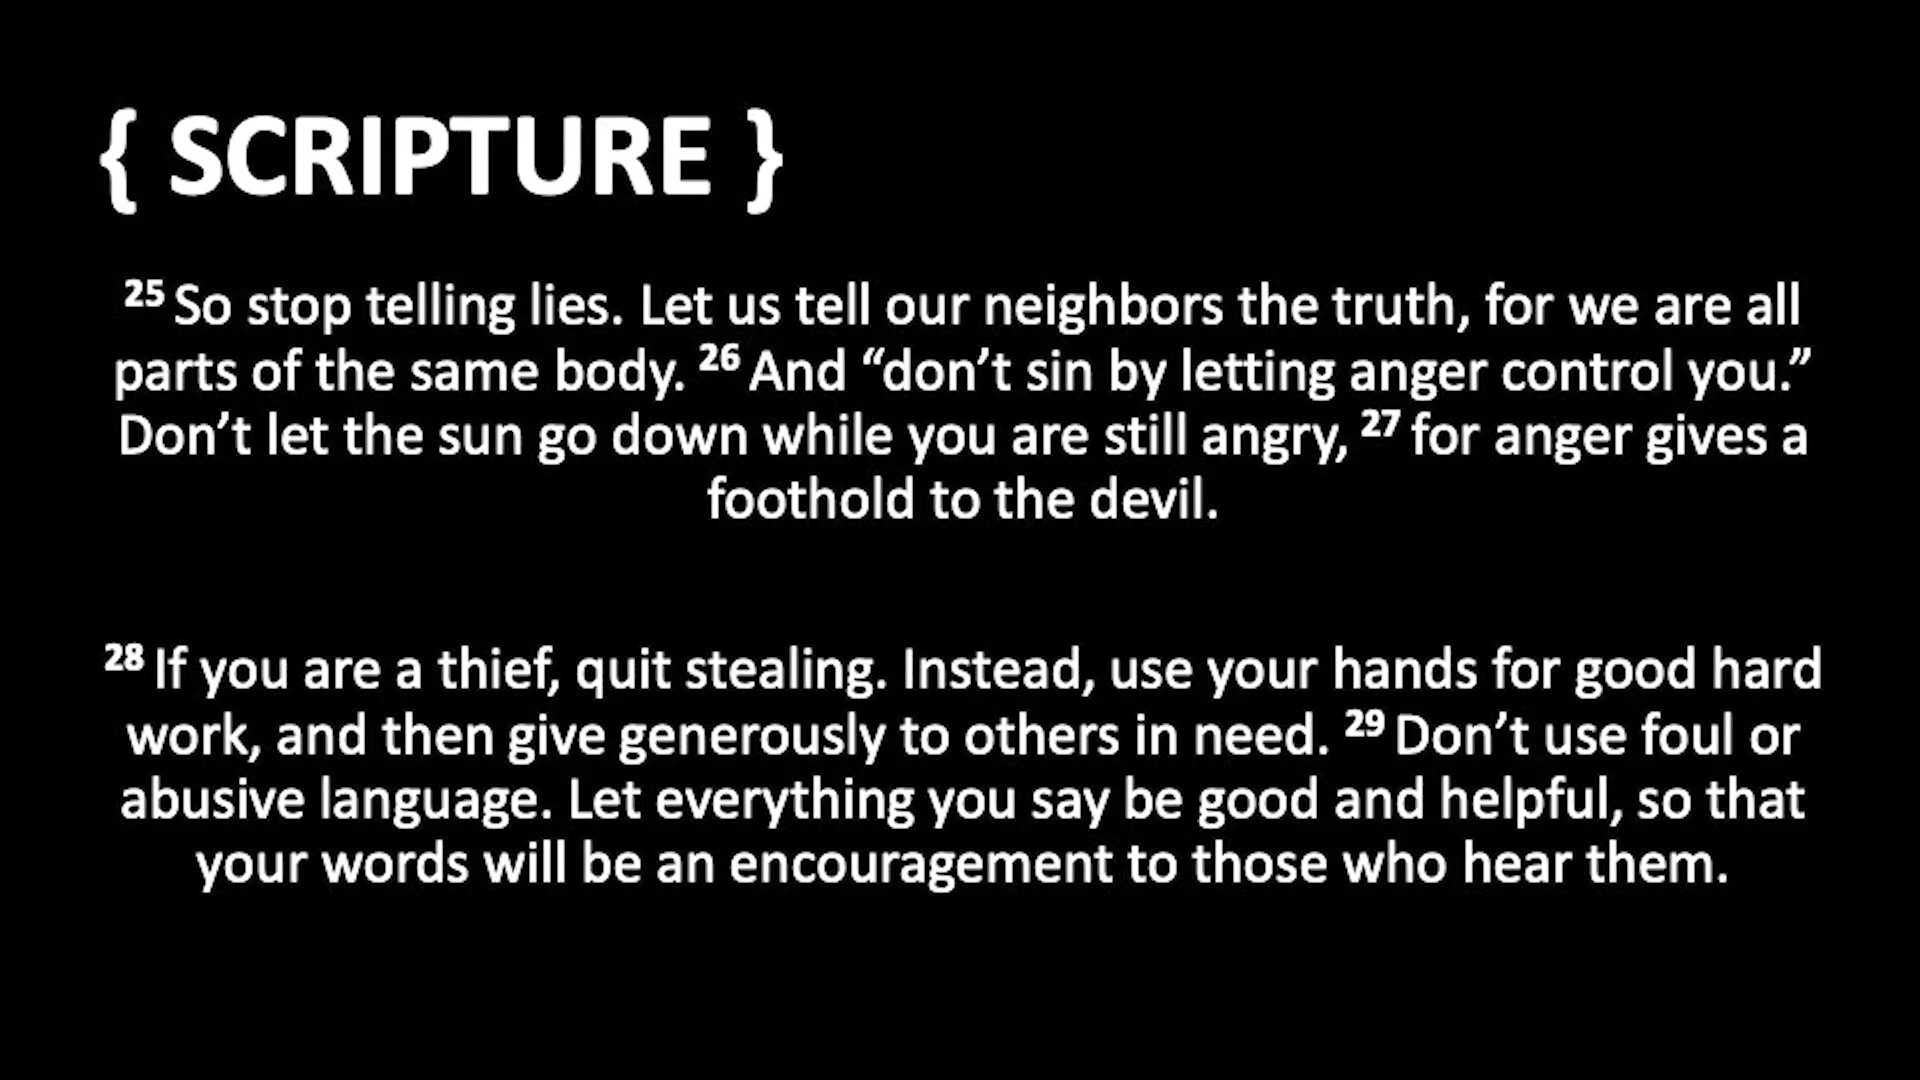 { SCRIPTURE }
25 So stop telling lies. Let us tell our neighbors the truth, for we are all
parts of the same body. 26 And “don’t sin by letting anger control you.”
Don’t let the sun go down while you are still angry, 27 for anger gives a
foothold to the devil.
28 If you are a thief, quit stealing. Instead, use your hands for good hard
work, and then give generously to others in need. 29 Don’t use foul or
abusive language. Let everything you say be good and helpful, so that
your words will be an encouragement to those who hear them.